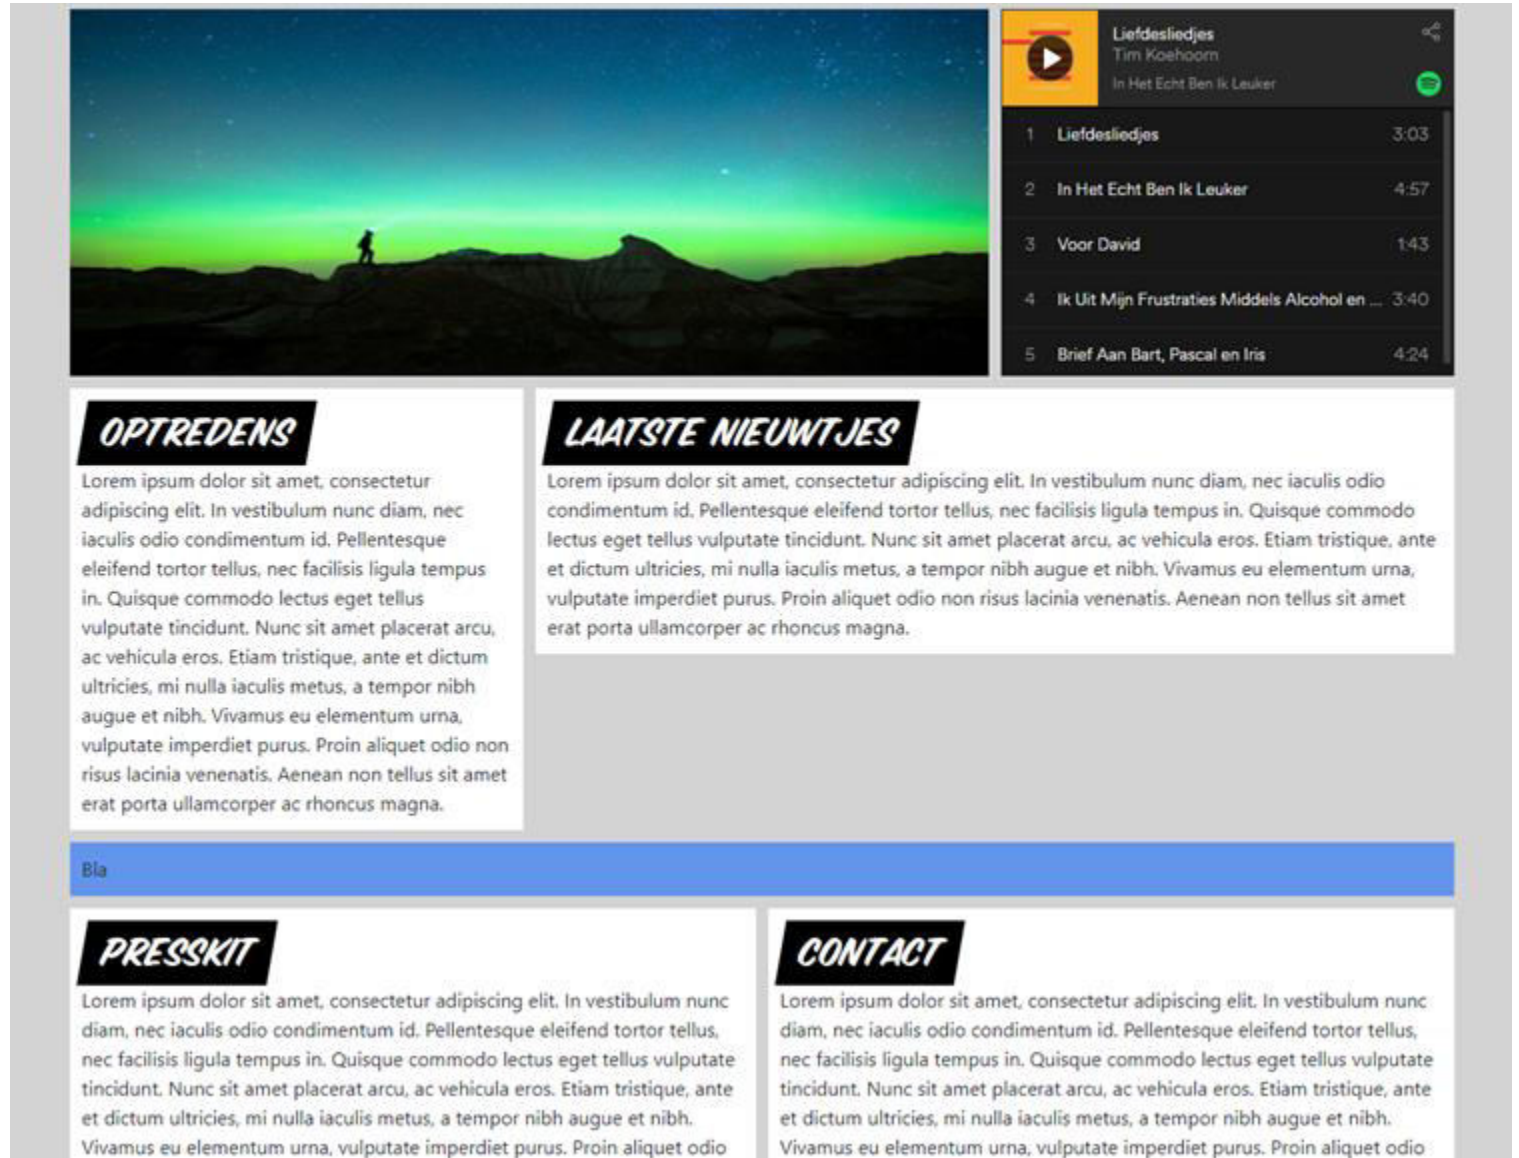 Liefdesliedjes
Tim Koehoorn
In Het Echt Ben Ik Leuker
1 Liefdesliedjes 3:03
2 In Het Echt Ben Ik Leuker 4:57
3 Voor David 1:43
4 Ik Uit Mijn Frustraties Middels Alcohol en ... 3:40
5 Brief Aan Bart, Pascal en Iris 4:24
OPTREDENS
Lorem ipsum dolor sit amet, consectetur
adipiscing elit. In vestibulum nunc diam, nec
iaculis odio condimentum id. Pellentesque
eleifend tortor tellus, nec facilisis ligula tempus
in. Quisque commodo lectus eget tellus
vulputate tincidunt. Nunc sit amet placerat arcu,
ac vehicula eros. Etiam tristique, ante et dictum
ultricies, mi nulla iaculis metus, a tempor nibh
augue et nibh. Vivamus eu elementum urna,
vulputate imperdiet purus. Proin aliquet odio non
risus lacinia venenatis. Aenean non tellus sit amet
erat porta ullamcorper ac rhoncus magna.
LAATSTE NIEUWTJES
Lorem ipsum dolor sit amet, consectetur adipiscing elit. In vestibulum nunc diam, nec iaculis odio
condimentum id. Pellentesque eleifend tortor tellus, nec facilisis ligula tempus in. Quisque commodo
lectus eget tellus vulputate tincidunt. Nunc sit amet placerat arcu, ac vehicula eros. Etiam tristique, ante
et dictum ultricies, mi nulla iaculis metus, a tempor nibh augue et nibh. Vivamus eu elementum urna,
vulputate imperdiet purus. Proin aliquet odio non risus lacinia venenatis. Aenean non tellus sit amet
erat porta ullamcorper ac rhoncus magna.
Bla
PRESSKIT
Lorem ipsum dolor sit amet, consectetur adipiscing elit. In vestibulum nunc
diam, nec iaculis odio condimentum id. Pellentesque eleifend tortor tellus,
nec facilisis ligula tempus in. Quisque commodo lectus eget tellus vulputate
tincidunt. Nunc sit amet placerat arcu, ac vehicula eros. Etiam tristique, ante
et dictum ultricies, mi nulla iaculis metus, a tempor nibh augue et nibh.
Vivamus eu elementum urna, vulputate imperdiet purus. Proin aliquet odio
CONTACT
Lorem ipsum dolor sit amet, consectetur adipiscing elit. In vestibulum nunc
diam, nec iaculis odio condimentum id. Pellentesque eleifend tortor tellus,
nec facilisis ligula tempus in. Quisque commodo lectus eget tellus vulputate
tincidunt. Nunc sit amet placerat arcu, ac vehicula eros. Etiam tristique, ante
et dictum ultricies, mi nulla iaculis metus, a tempor nibh augue et nibh.
Vivamus eu elementum urna, vulputate imperdiet purus. Proin aliquet odio